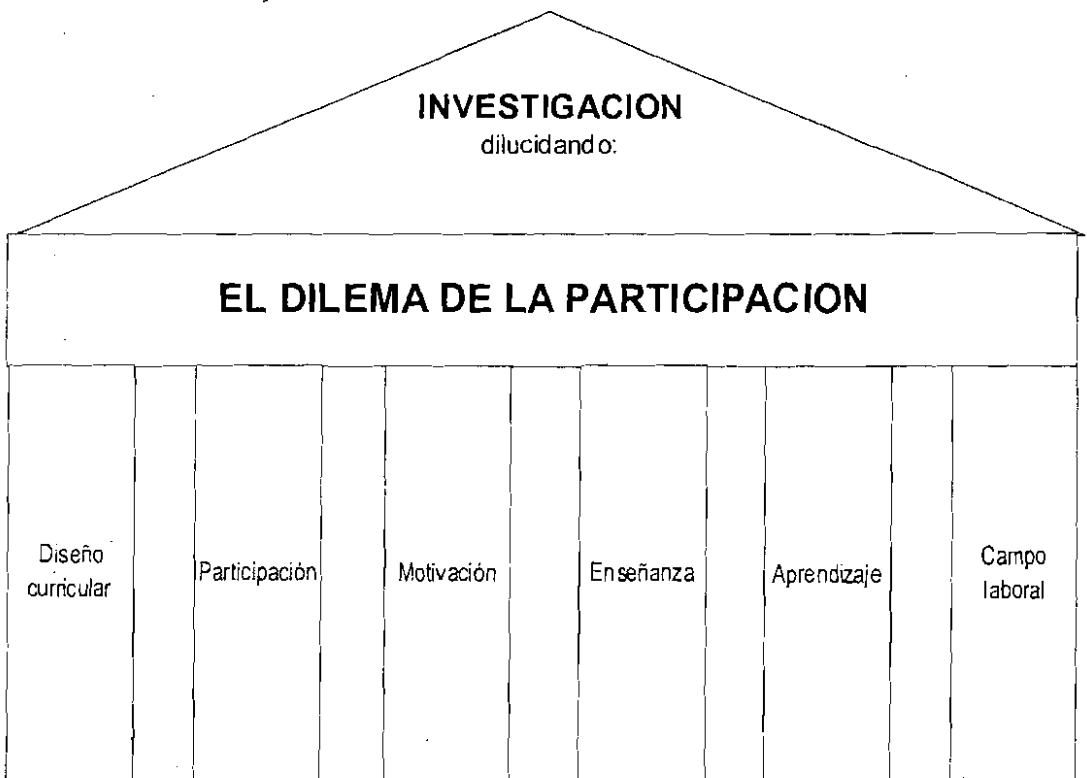 INVESTIGACION
dilucidando:
EL DILEMA DE LA PARTICIPACION
Diseño
curricular
Participación
Motivación
Enseñanza
Aprendizaje
Campo
laboral